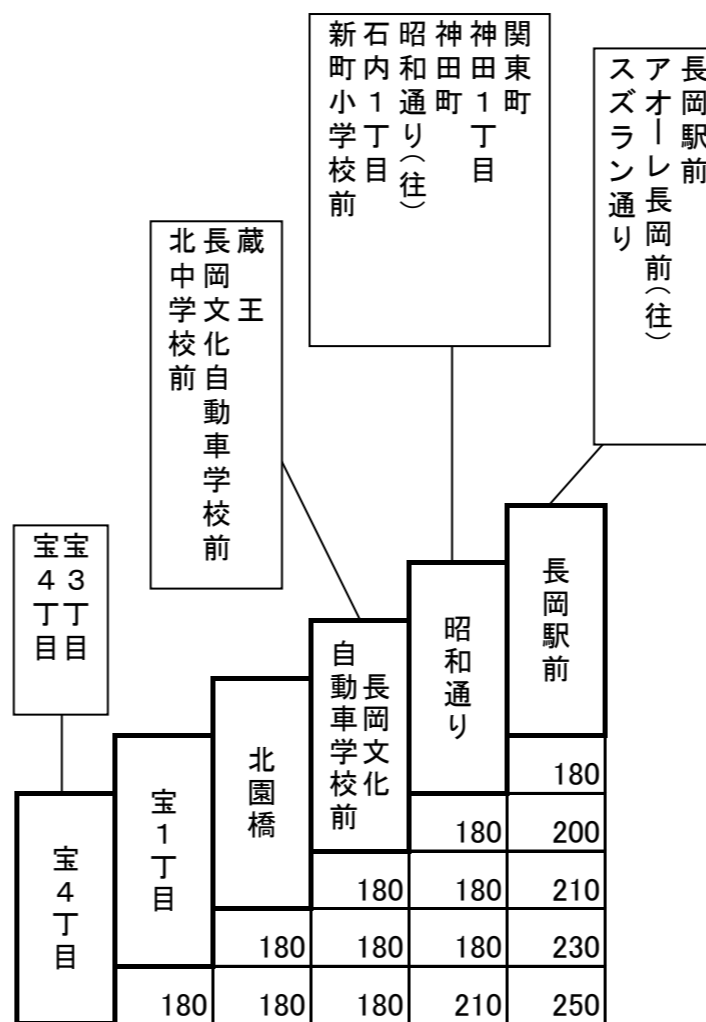 長岡駅前
アオーレ長岡前(往)
スズラン通り
関東町
神田1丁目
神田町
昭和通り(往)
石内1丁目
新町小学校前
蔵王
長岡文化自動車学校前
北中学校前
宝3丁目
宝4丁目
長岡駅前
昭和通り
長岡文化
自動車学校前
北園橋
宝1丁目
宝4丁目
180
180 200
180 180 210
180 180 180 230
180 180 180 210 250